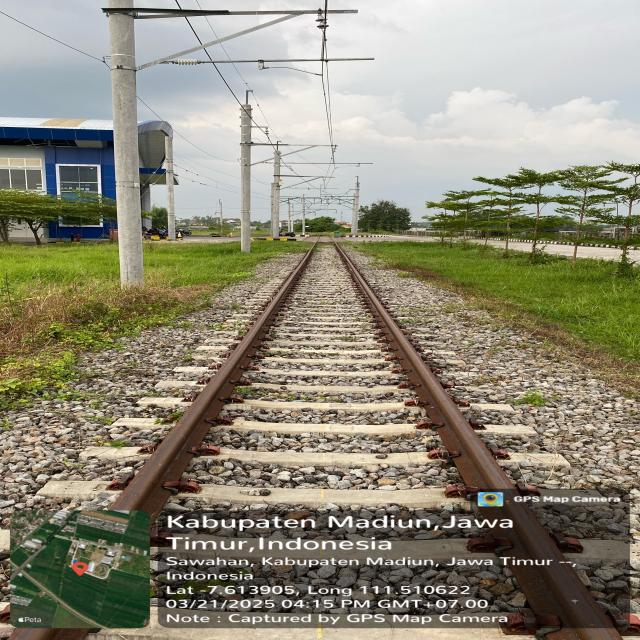 GPS Map Camera
Kabupaten Madiun,Jawa
Timur,Indonesia
Sawahan, Kabupaten Madiun, Jawa Timur --,
Indonesia
Lat -7.613905, Long 111.510622
03/21/2025 04:15 PM GMT+07.00
Note : Captured by GPS Map Camera
Peta